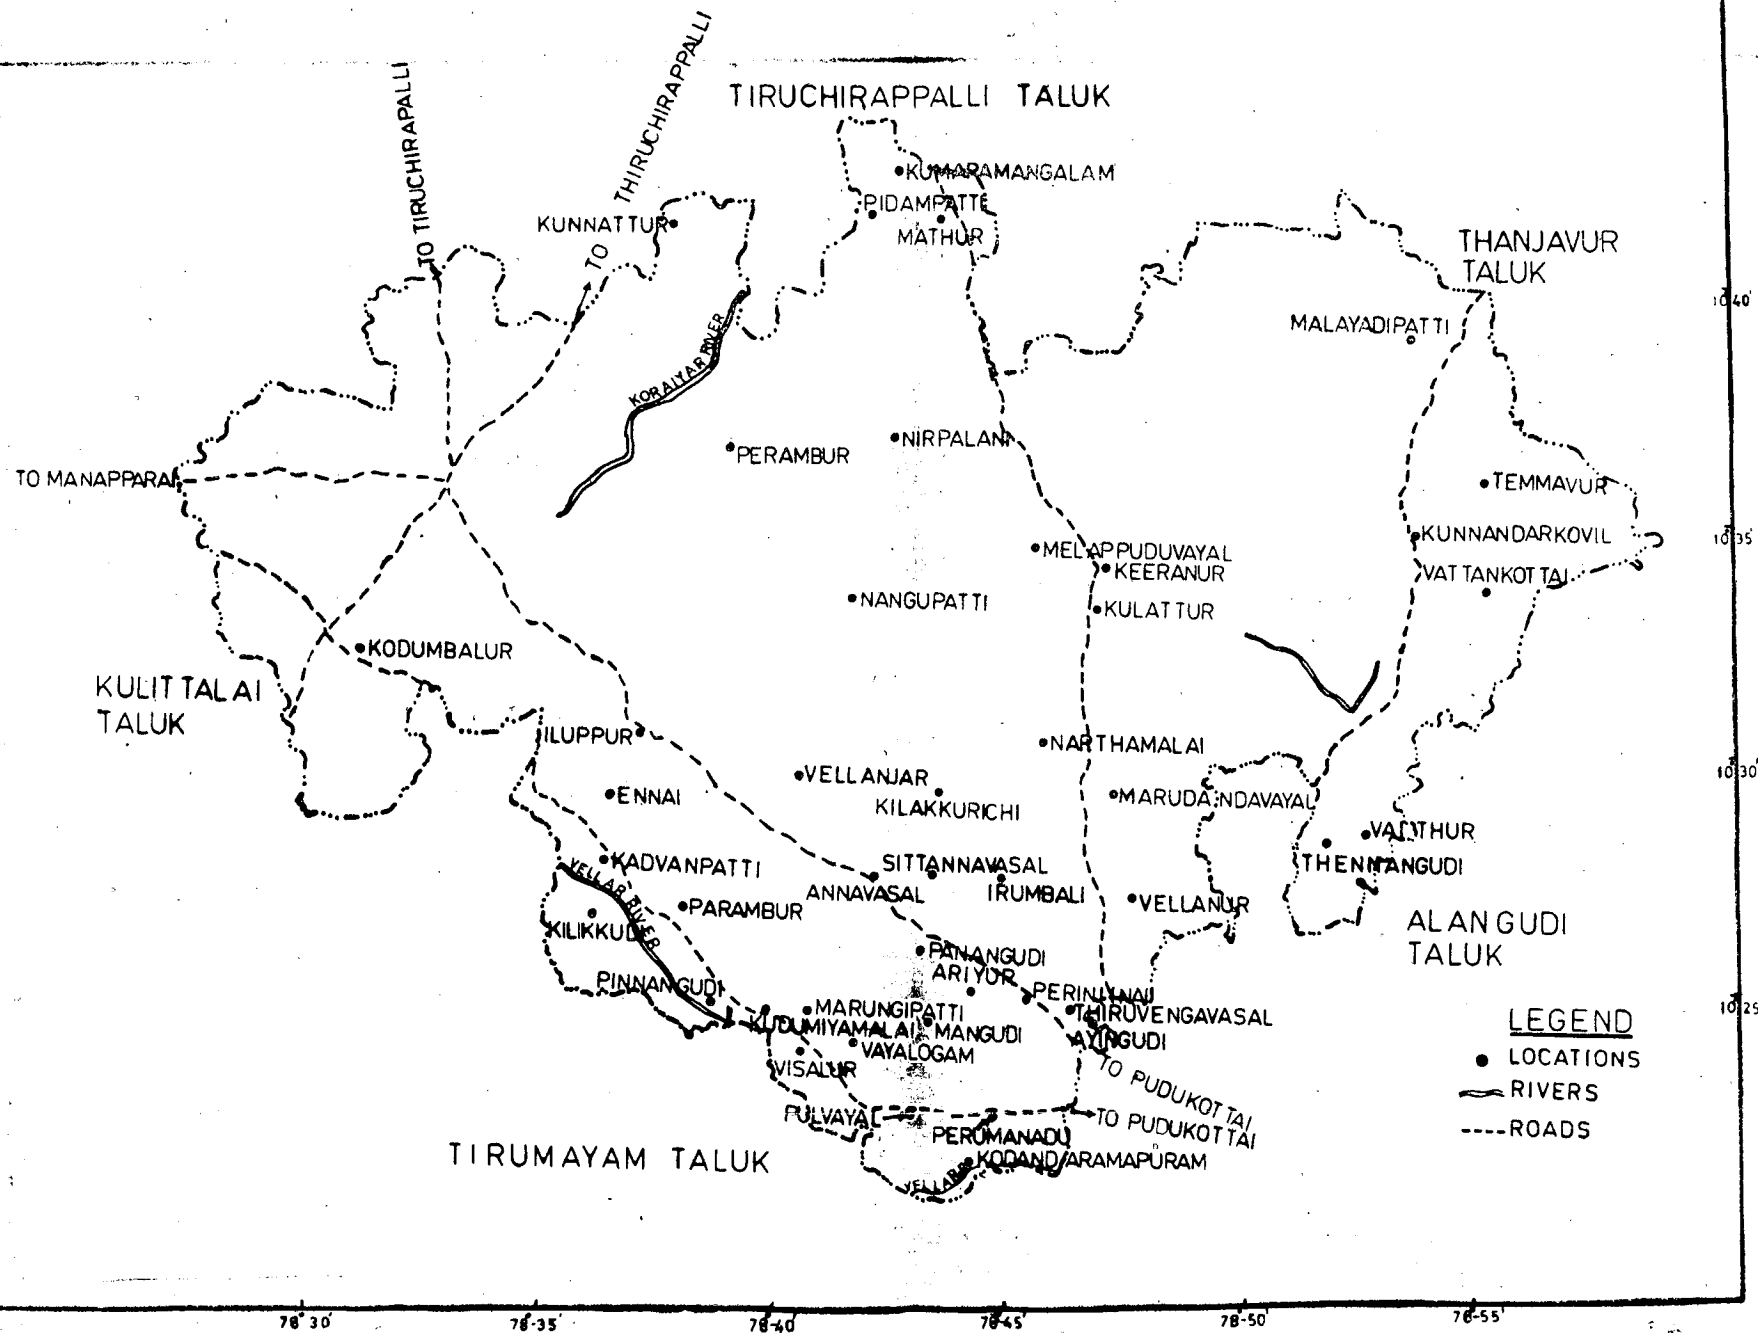 TIRUCHIRAPPALLI TALUK
TO TIRUCHIRAPALLI
TO THIRUCHIRAPPALLI
KUMARAMANGALAM
PIDAMPATTI
MATHUR
KUNNATTUR
THANJAVUR
TALUK
10 40'
MALAYADIPATTI
KORAIYAR RIVER
NIRPALANI
PERAMBUR
TO MANAPPARAI
TEMMAVUR
KUNNANDARKOVIL
10 35'
MELAPPUDUVAYAL
KEERANUR
VATTANKOTTAI
NANGUPATTI
KULATTUR
KODUMBALUR
KULITTALAI
TALUK
ILUPPUR
NARTHAMALAI
VELLANJAR
10 30'
ENNAI
KILAKKURICHI
VATTHUR
KADVANPATTI
SITTANNAVASAL
THENNANGUDI
ANNAVASAL
IRUMBALI
VELLAR RIVER
PARAMBUR
VELLANUR
KILIKKUDI
ALANGUDI
TALUK
PANANGUDI
ARIYUR
PINNANGUDI
10 25
MARUNGIPATTI
THIRUVENGAVASAL
KUDUMIYAMALAI
MANGUDI
AYINGUDI
VAYALOGAM
VISALUR
TO PUDUKOTTAI
PULVAYAL
TO PUDUKOTTAI
PERUMANADU
KODANDARAMAPURAM
VELLAR R
TIRUMAYAM TALUK
LEGEND
LOCATIONS
RIVERS
ROADS
78-30'
78-35'
78-40'
78-45
78-50'
78-55'